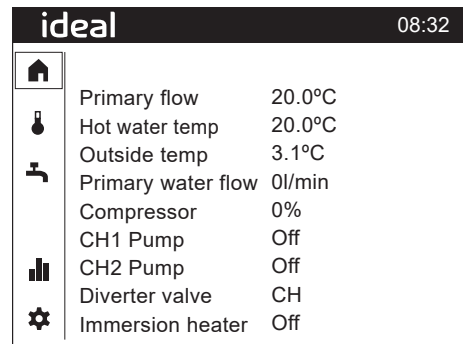 ideal 08:32
Primary flow 20.0ºC
Hot water temp 20.0ºC
Outside temp 3.1ºC
Primary water flow 0l/min
Compressor 0%
CH1 Pump Off
CH2 Pump Off
Diverter valve CH
Immersion heater Off